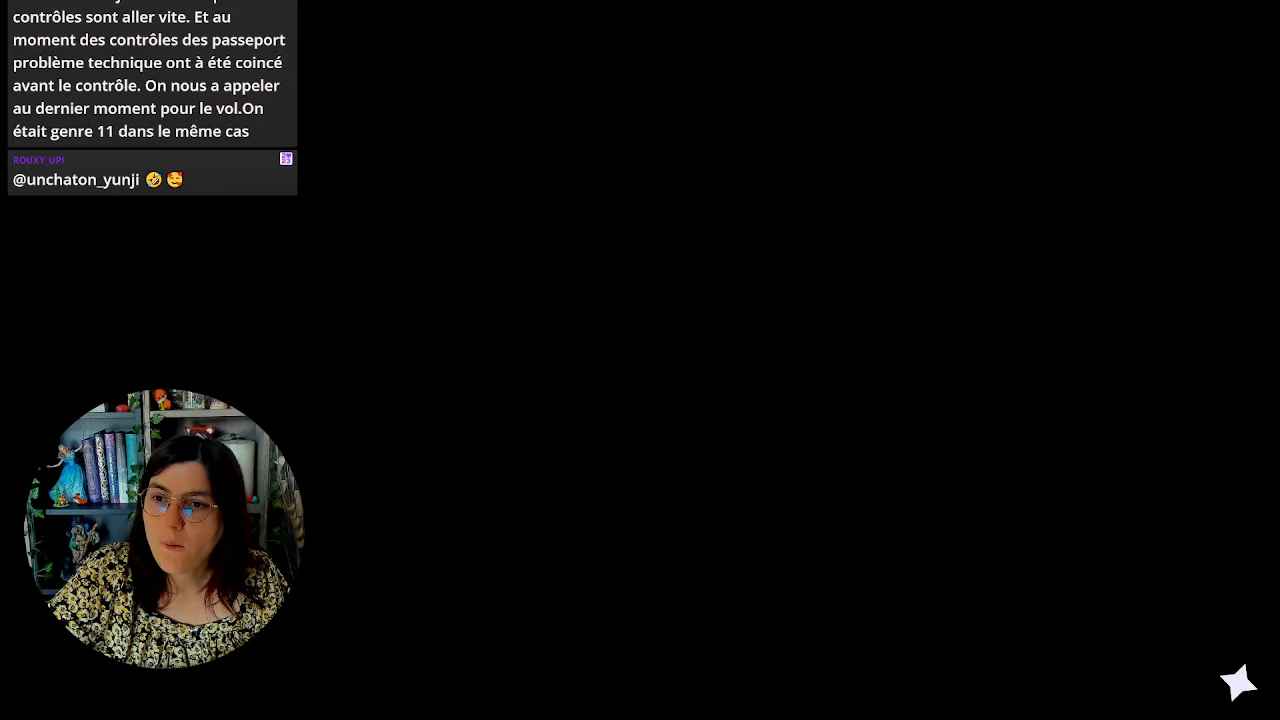 contrôles sont aller vite. Et au
moment des contrôles des passeport
problème technique ont à été coincé
avant le contrôle. On nous a appeler
au dernier moment pour le vol.On
était genre 11 dans le même cas
ROUXY_UP!
@unchaton_yunji 🤣 🥰